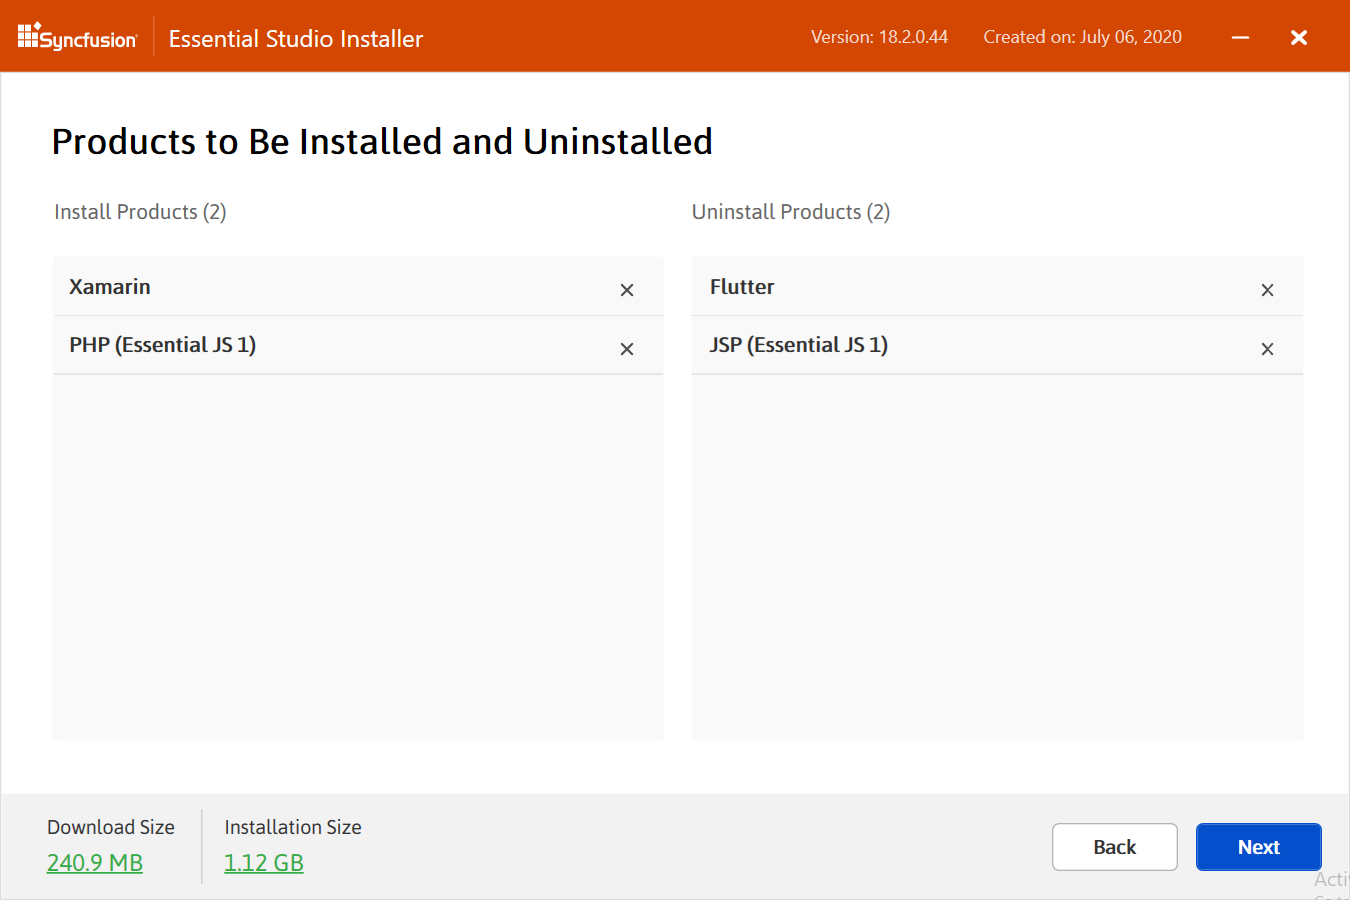 Syncfusion
Essential Studio Installer
Version: 18.2.0.44
Created on: July 06, 2020
Products to Be Installed and Uninstalled
Install Products (2)
Uninstall Products (2)
Xamarin
PHP (Essential JS 1)
Flutter
JSP (Essential JS 1)
Download Size
240.9 MB
Installation Size
1.12 GB
Back
Next